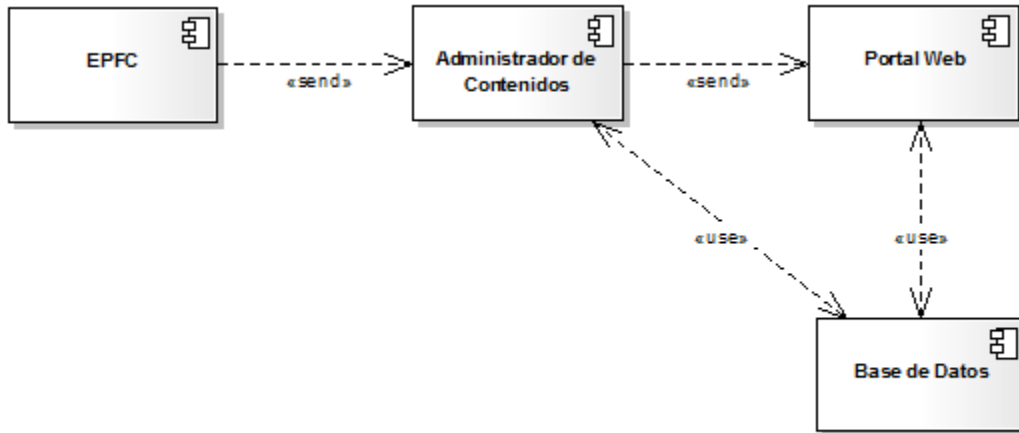 EPFC
«send»
Administrador de
Contenidos
«send»
Portal Web
«use»
«use»
Base de Datos